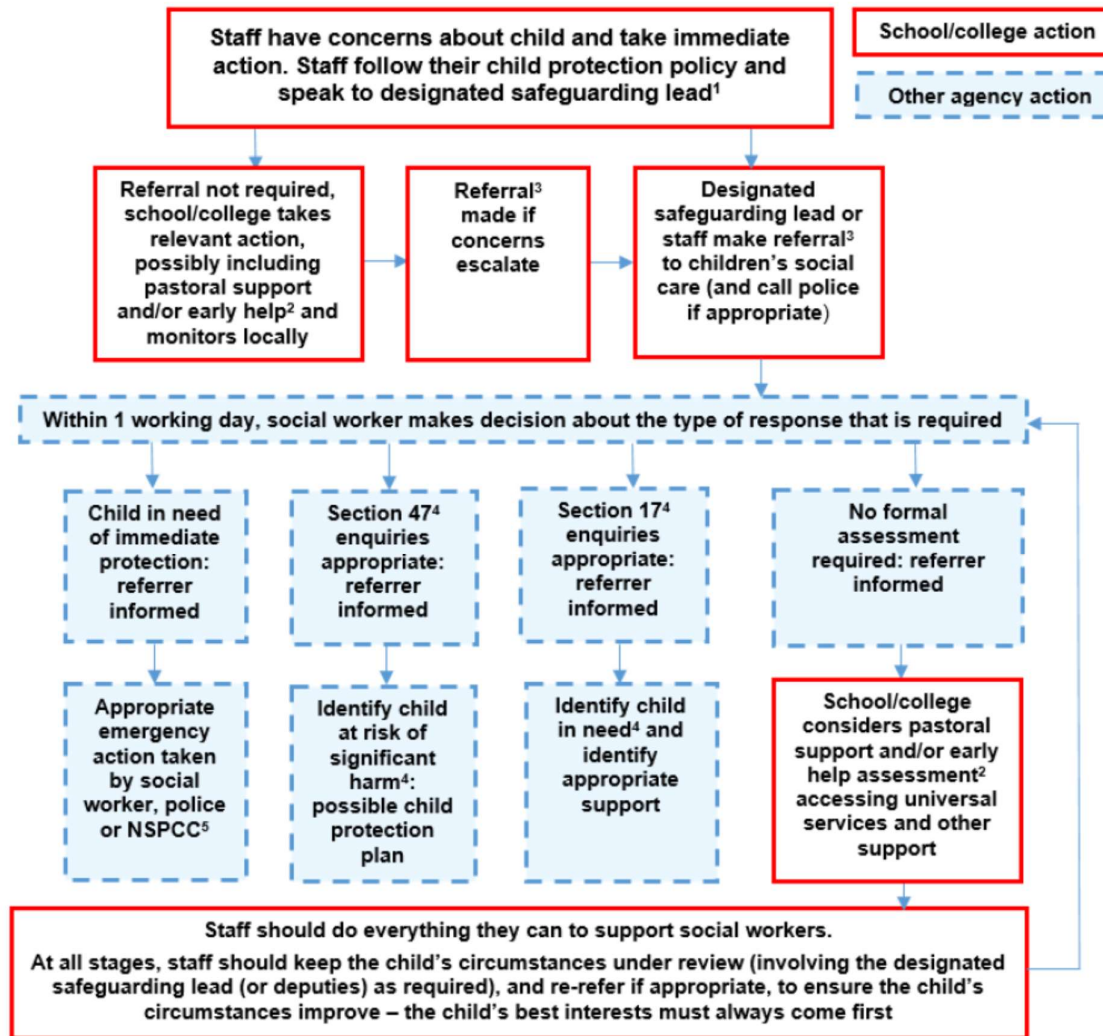 Staff have concerns about child and take immediate
action. Staff follow their child protection policy and
speak to designated safeguarding lead¹
School/college action
Other agency action
Referral not required,
school/college takes
relevant action,
possibly including
pastoral support
and/or early help² and
monitors locally
Referral³
made if
concerns
escalate
Designated
safeguarding lead or
staff make referral³
to children's social
care (and call police
if appropriate)
Within 1 working day, social worker makes decision about the type of response that is required
Child in need
of immediate
protection:
referrer
informed
Section 47⁴
enquiries
appropriate:
referrer
informed
Section 17⁴
enquiries
appropriate:
referrer
informed
No formal
assessment
required: referrer
informed
Appropriate
emergency
action taken
by social
worker, police
or NSPCC⁵
Identify child
at risk of
significant
harm⁴:
possible child
protection
plan
Identify child
in need⁴ and
identify
appropriate
support
School/college
considers pastoral
support and/or early
help assessment²
accessing universal
services and other
support
Staff should do everything they can to support social workers.
At all stages, staff should keep the child's circumstances under review (involving the designated
safeguarding lead (or deputies) as required), and re-refer if appropriate, to ensure the child's
circumstances improve – the child's best interests must always come first